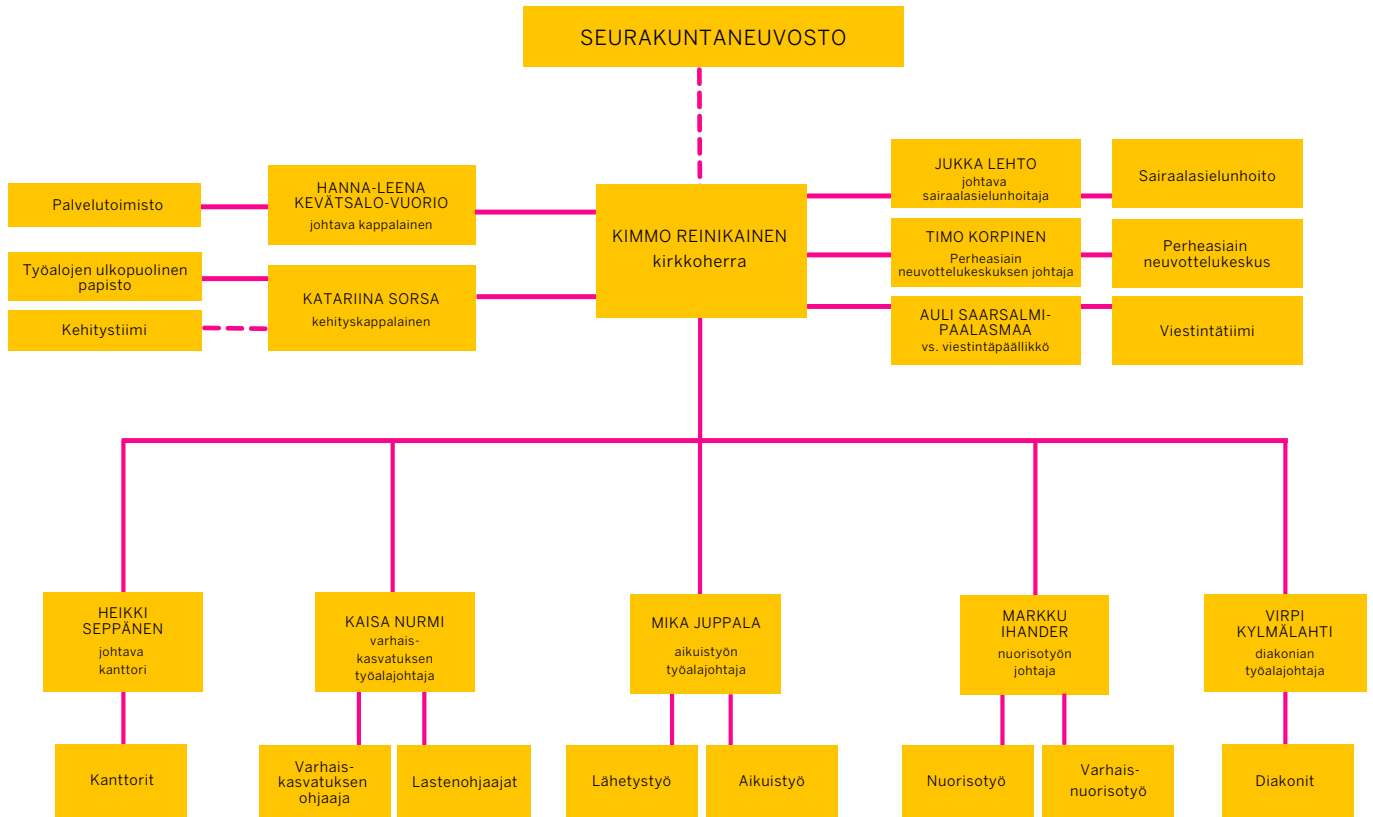 SEURAKUNTANEUVOSTO
Palvelutoimisto
HANNA-LEENA
KEVÄTSALO-VUORIO
johtava kappalainen
Työalojen ulkopuolinen
papisto
Kehitystiimi
KATARIINA SORSA
kehityskappalainen
KIMMO REINIKAINEN
kirkkoherra
JUKKA LEHTO
johtava
sairaalasielunhoitaja
Sairaalasielunhoito
TIMO KORPINEN
Perheasiain
neuvottelukeskuksen johtaja
Perheasiain
neuvottelukeskus
AULI SAARSALMI-
PAALASMAA
vs. viestintäpäällikkö
Viestintätiimi
HEIKKI
SEPPÄNEN
johtava
kanttori
KAISA NURMI
varhais-
kasvatuksen
työalajohtaja
MIKA JUPPALA
aikuistyön
työalajohtaja
MARKKU
IHANDER
nuorisotyön
johtaja
VIRPI
KYLMÄLAHTI
diakonian
työalajohtaja
Kanttorit
Varhais-
kasvatuksen
ohjaaja
Lastenohjaajat
Lähetystyö
Aikuistyö
Nuorisotyö
Varhais-
nuorisotyö
Diakonit